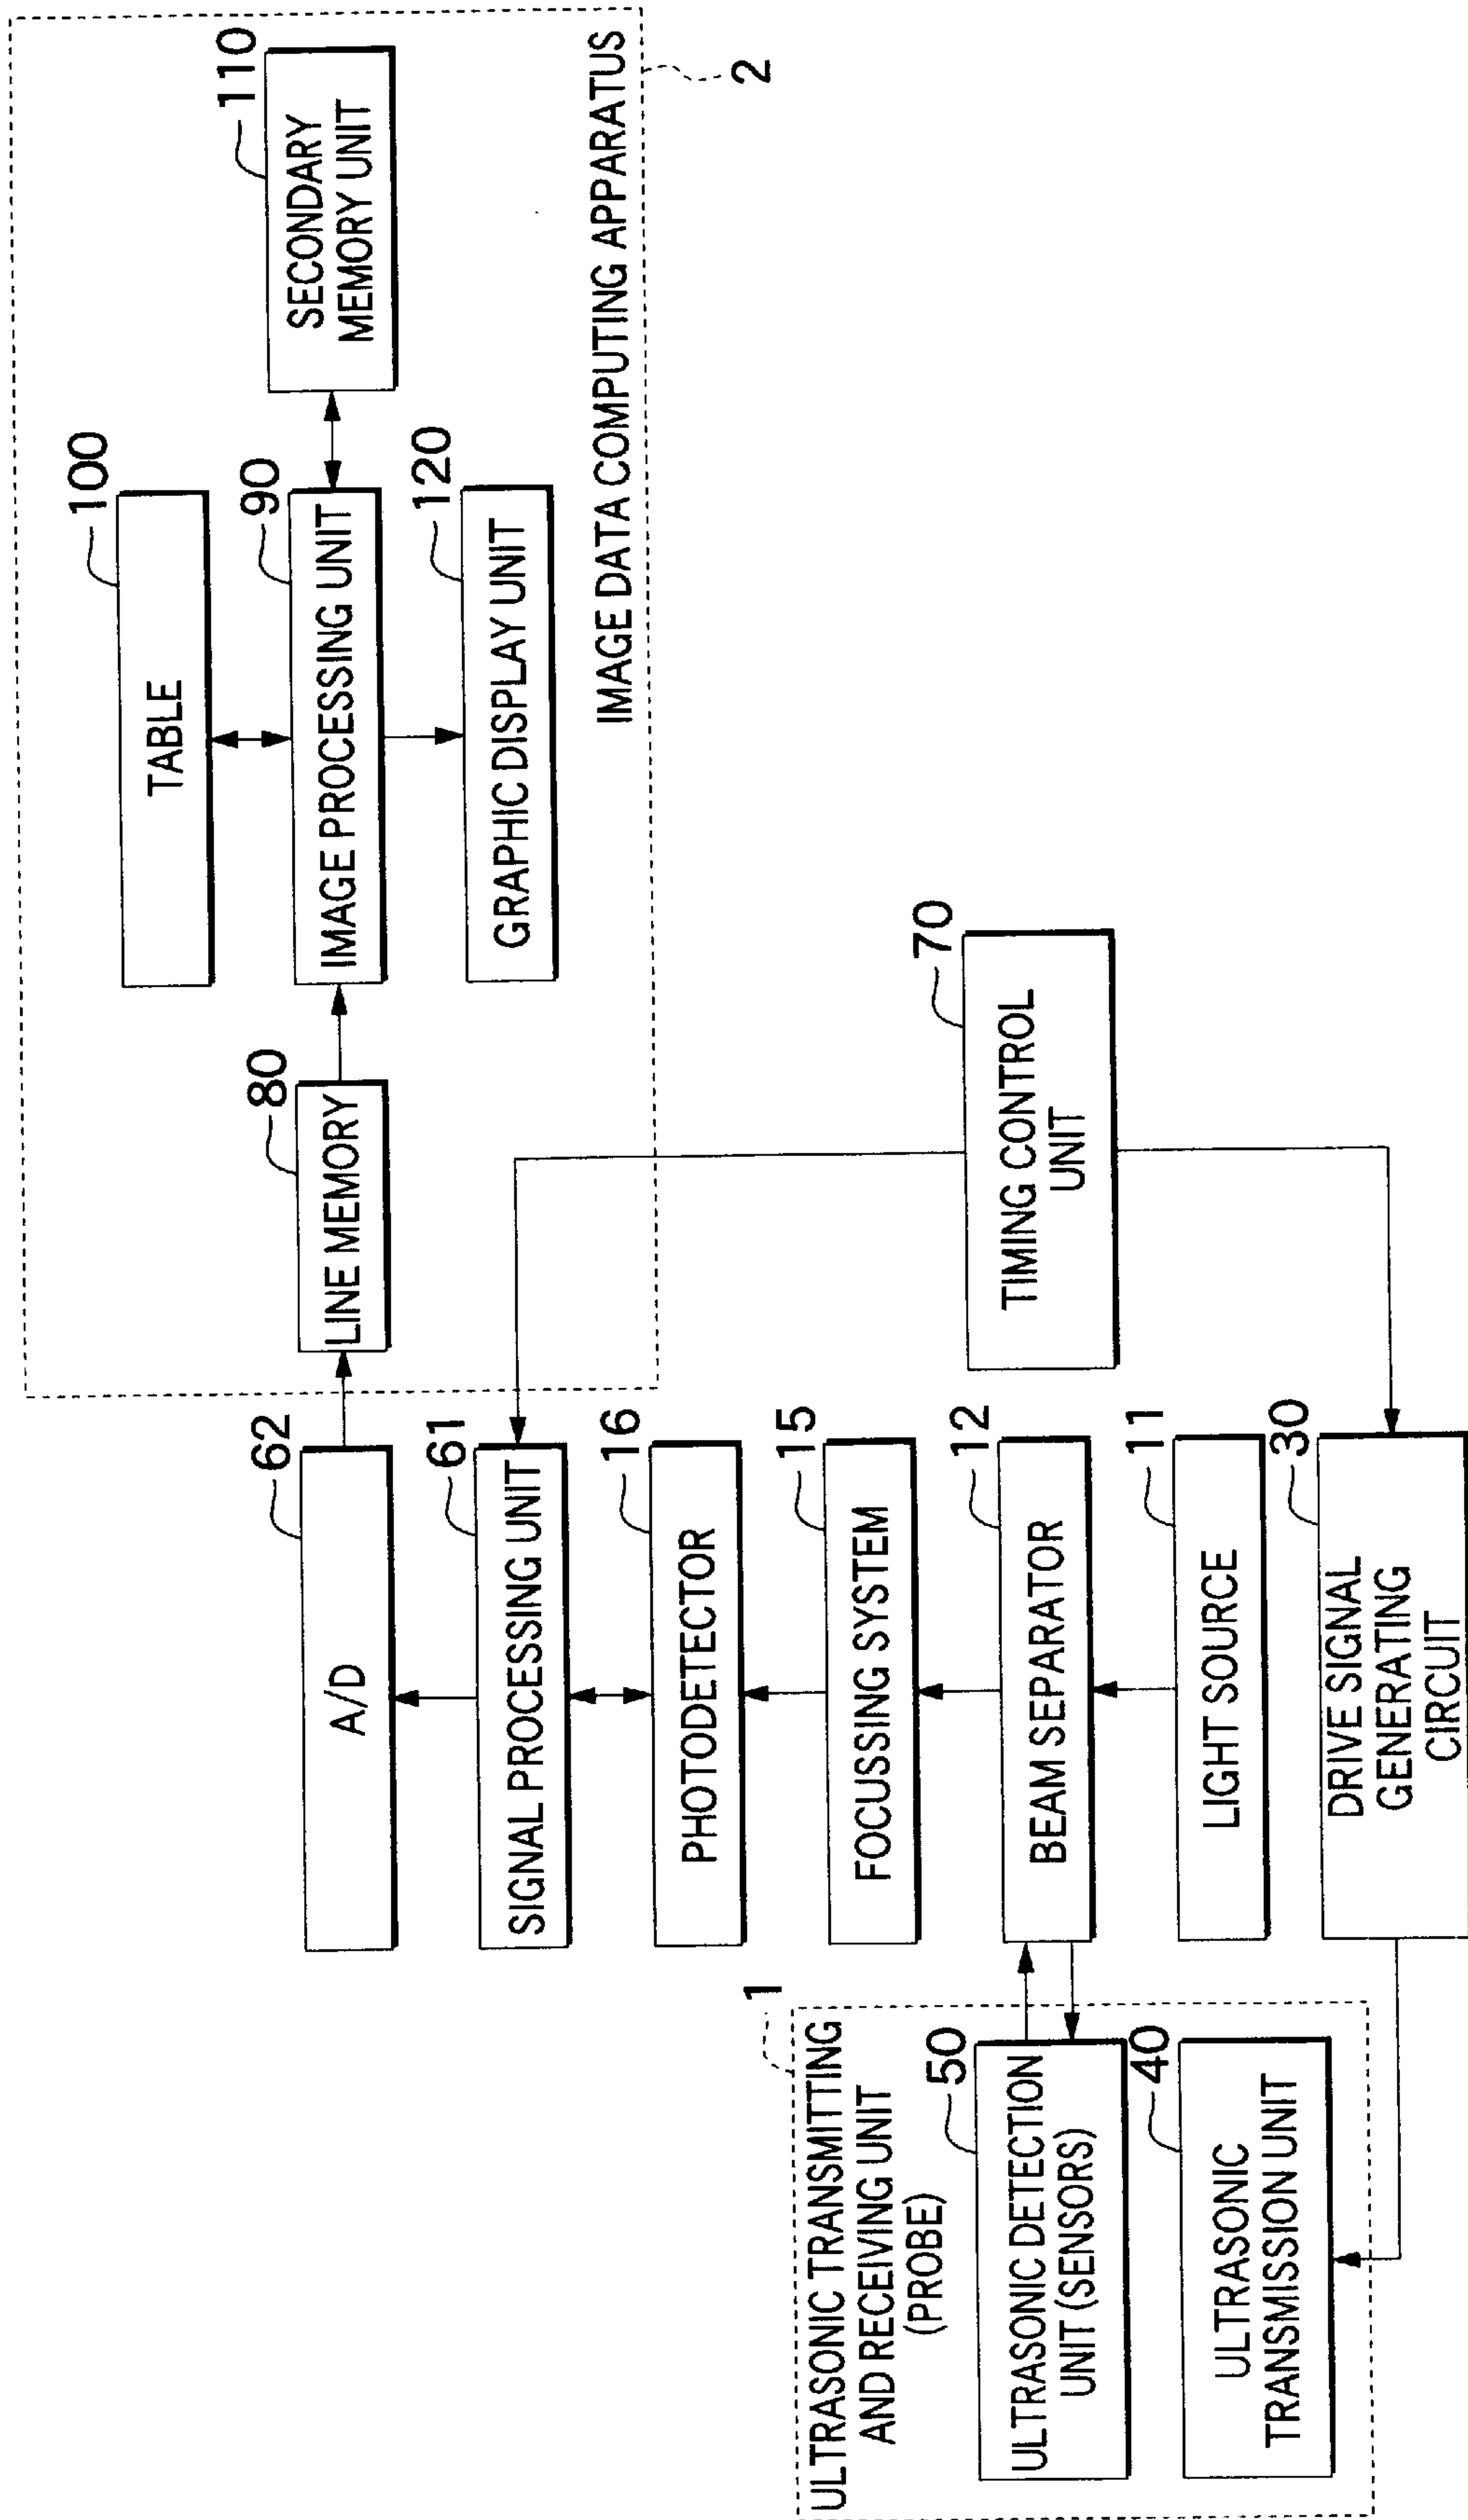 110
SECONDARY
MEMORY UNIT
100
TABLE
90
IMAGE PROCESSING UNIT
120
GRAPHIC DISPLAY UNIT
80
LINE MEMORY
IMAGE DATA COMPUTING APPARATUS
2
62
A/D
61
SIGNAL PROCESSING UNIT
16
PHOTODETECTOR
15
FOCUSSING SYSTEM
12
BEAM SEPARATOR
11
LIGHT SOURCE
30
DRIVE SIGNAL
GENERATING
CIRCUIT
70
TIMING CONTROL
UNIT
1
ULTRASONIC TRANSMITTING
AND RECEIVING UNIT
(PROBE)
50
ULTRASONIC DETECTION
UNIT (SENSORS)
40
ULTRASONIC
TRANSMISSION UNIT